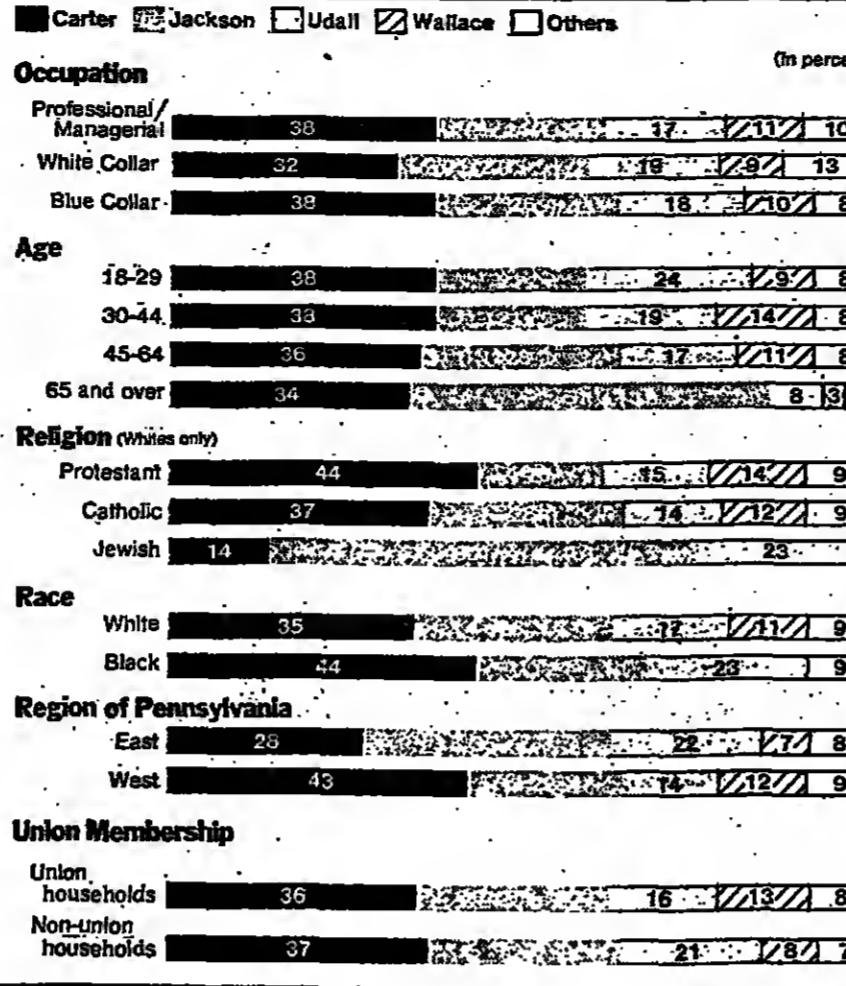 Carter Jackson Udall Wallace Others
(In perce
Occupation
Professional/
Managerial 38 17 11 10
White Collar 32 19 9 13
Blue Collar 38 18 10 8
Age
18-29 38 24 9 8
30-44 38 19 14 8
45-64 36 17 11 8
65 and over 34 8 3
Religion (Whites only)
Protestant 44 15 14 9
Catholic 37 14 12 9
Jewish 14 23
Race
White 35 17 11 9
Black 44 23 9
Region of Pennsylvania
East 28 22 7 8
West 43 14 12 9
Union Membership
Union
households 36 16 13 8
Non-union
households 37 21 8 7